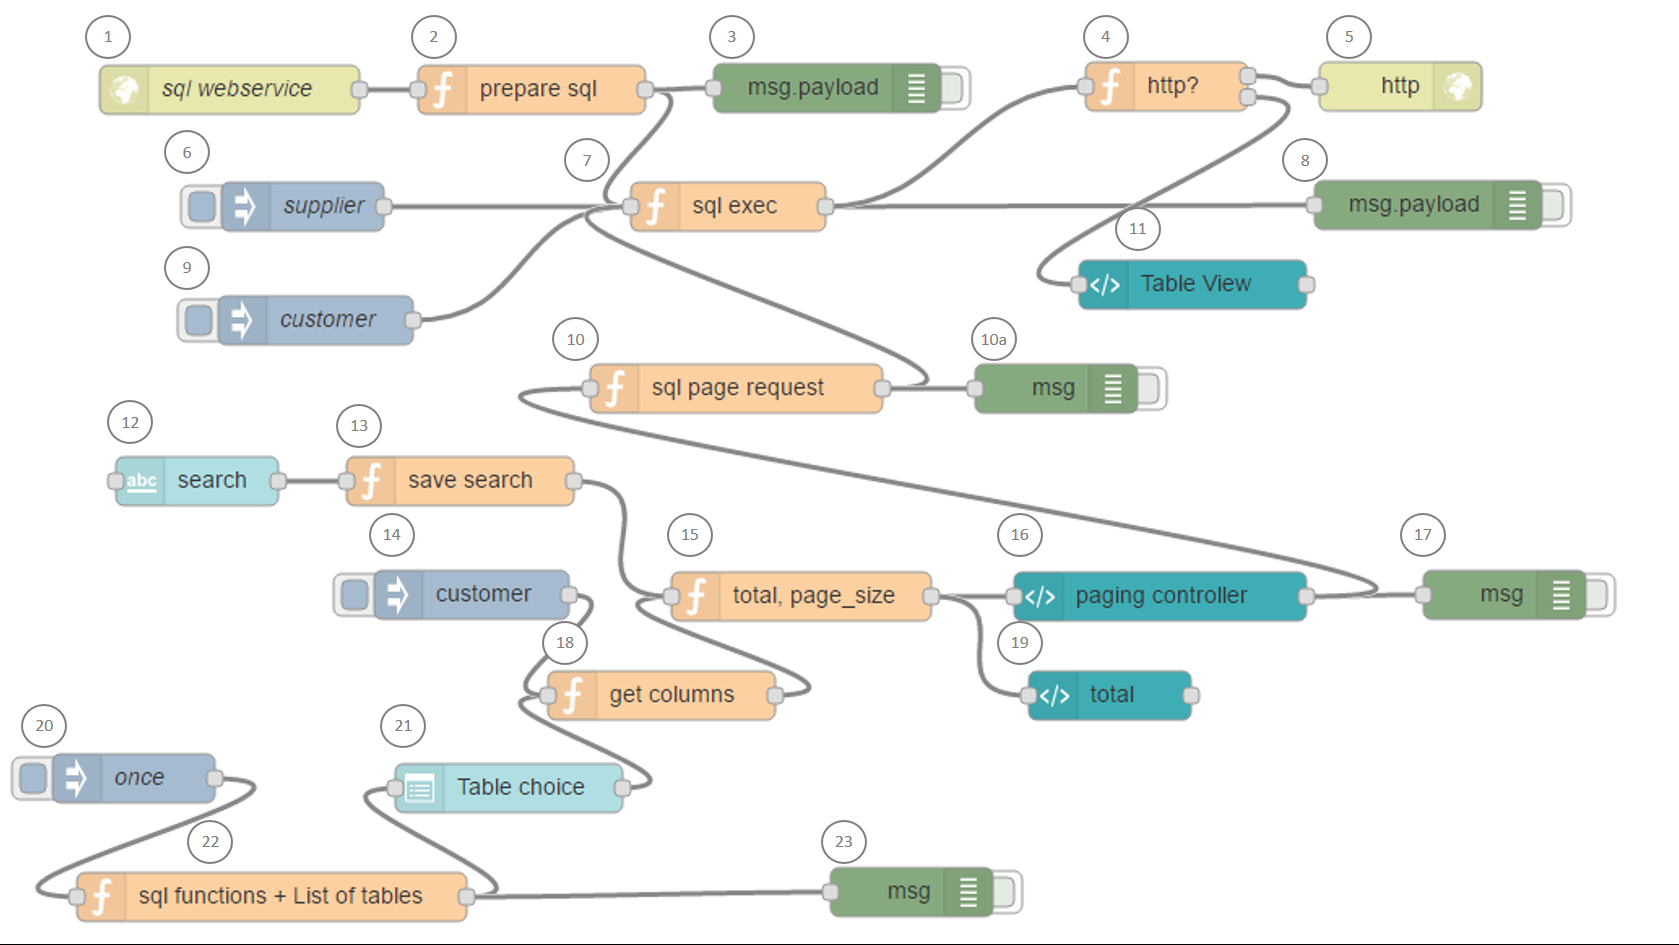 1
2
3
4
5
sql webservice
prepare sql
msg.payload
http?
http
6
7
8
supplier
sql exec
msg.payload
11
9
</> Table View
customer
10
10a
sql page request
msg
12
13
abc search
save search
14
15
16
17
customer
total, page_size
</> paging controller
msg
18
19
get columns
</> total
20
21
once
Table choice
22
23
sql functions + List of tables
msg